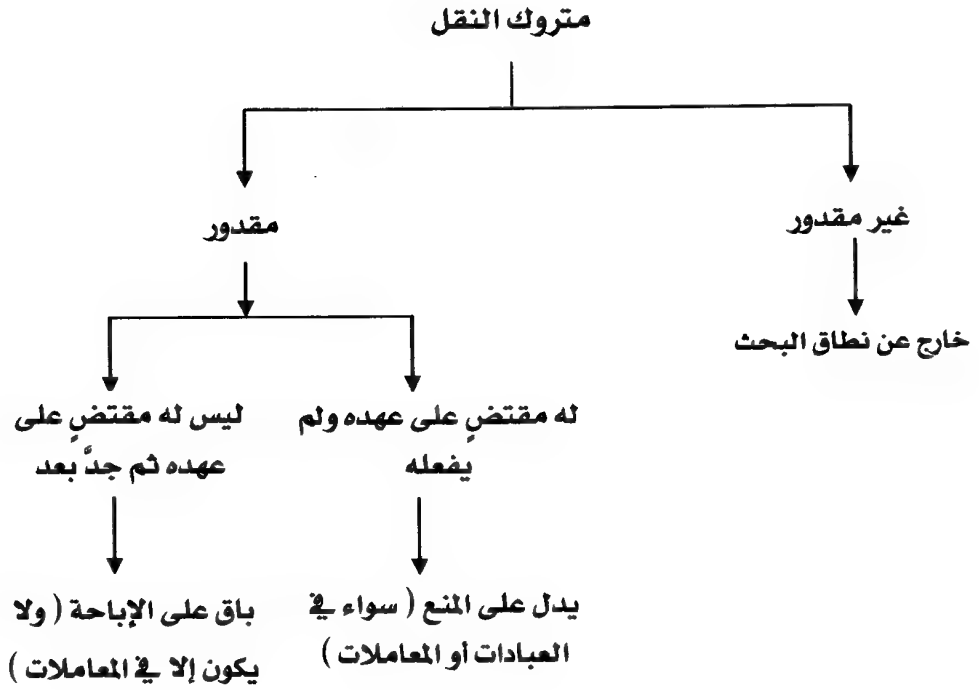 متروك النقل
غير مقدور
مقدور
خارج عن نطاق البحث
له مقتضٍ على عهده ولم
يفعله
ليس له مقتضٍ على
عهده ثم جدَّ بعد
يدل على المنع ( سواء في
العبادات أو المعاملات )
باق على الإباحة ( ولا
يكون إلا في المعاملات )